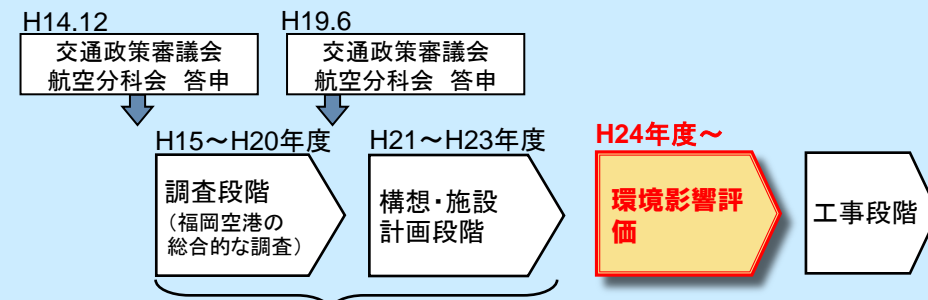 H14.12
交通政策審議会
航空分科会 答申
H19.6
交通政策審議会
航空分科会 答申
H15～H20年度
調査段階
（福岡空港の
総合的な調査）
H21～H23年度
構想・施設
計画段階
H24年度～
環境影響評
価
工事段階